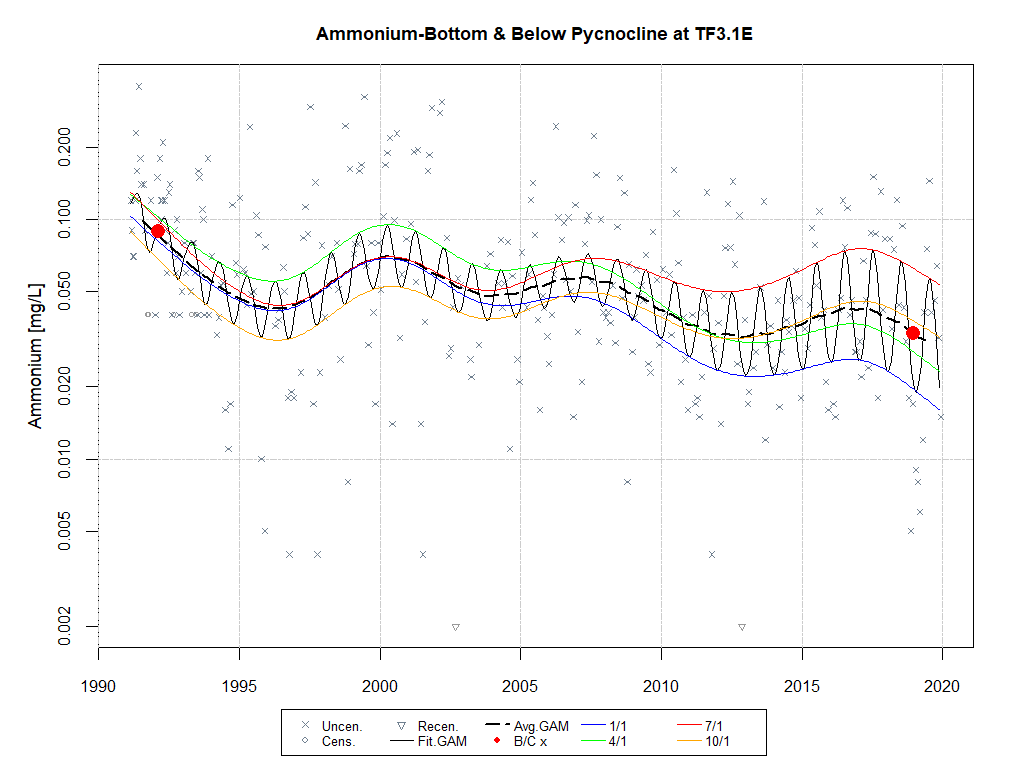 Ammonium-Bottom & Below Pycnocline at TF3.1E
Ammonium [mg/L]
0.200
0.100
0.050
0.020
0.010
0.005
0.002
1990 1995 2000 2005 2010 2015 2020
Uncen. Recen. Avg.GAM 1/1 7/1
Cens. Fit.GAM B/C x 4/1 10/1